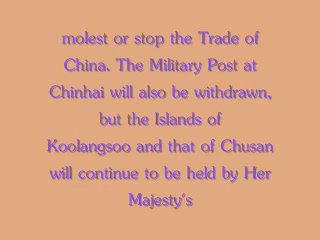 molest or stop the Trade of
China. The Military Post at
Chinhai will also be withdrawn,
but the Islands of
Koolangsoo and that of Chusan
will continue to be held by Her
Majesty's